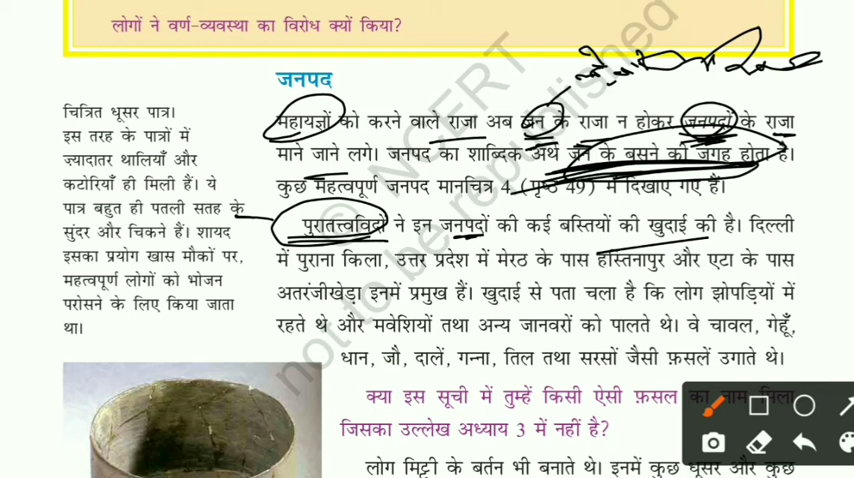 लोगों ने वर्ण-व्यवस्था का विरोध क्यों किया?
जनपद
महायज्ञों को करने वाले राजा अब जन के राजा न होकर जनपदों के राजा
माने जाने लगे। जनपद का शाब्दिक अर्थ जन के बसने की जगह होता है।
कुछ महत्वपूर्ण जनपद मानचित्र 4 (पृष्ठ 49) में दिखाए गए हैं।
पुरातत्त्वविदों ने इन जनपदों की कई बस्तियों की खुदाई की है। दिल्ली
में पुराना किला, उत्तर प्रदेश में मेरठ के पास हस्तिनापुर और एटा के पास
अतरंजीखेड़ा इनमें प्रमुख हैं। खुदाई से पता चला है कि लोग झोपड़ियों में
रहते थे और मवेशियों तथा अन्य जानवरों को पालते थे। वे चावल, गेहूँ,
धान, जौ, दालें, गन्ना, तिल तथा सरसों जैसी फ़सलें उगाते थे।
क्या इस सूची में तुम्हें किसी ऐसी फ़सल का नाम मिला
जिसका उल्लेख अध्याय 3 में नहीं है?
लोग मिट्टी के बर्तन भी बनाते थे। इनमें कुछ धूसर और कुछ
चित्रित धूसर पात्र।
इस तरह के पात्रों में
ज्यादातर थालियाँ और
कटोरियाँ ही मिली हैं। ये
पात्र बहुत ही पतली सतह के
सुंदर और चिकने हैं। शायद
इसका प्रयोग खास मौकों पर,
महत्वपूर्ण लोगों को भोजन
परोसने के लिए किया जाता
था।
© NCERT
not to be republished